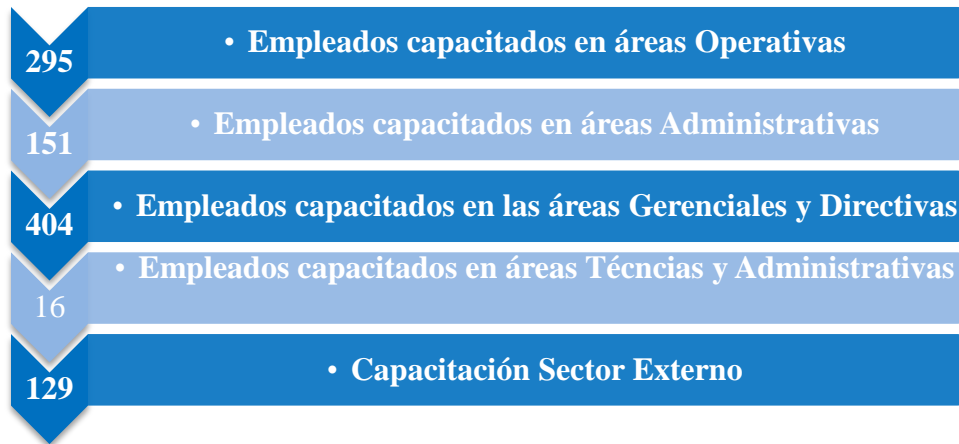 295
• Empleados capacitados en áreas Operativas
151
• Empleados capacitados en áreas Administrativas
404
• Empleados capacitados en las áreas Gerenciales y Directivas
16
• Empleados capacitados en áreas Técncias y Administrativas
129
• Capacitación Sector Externo